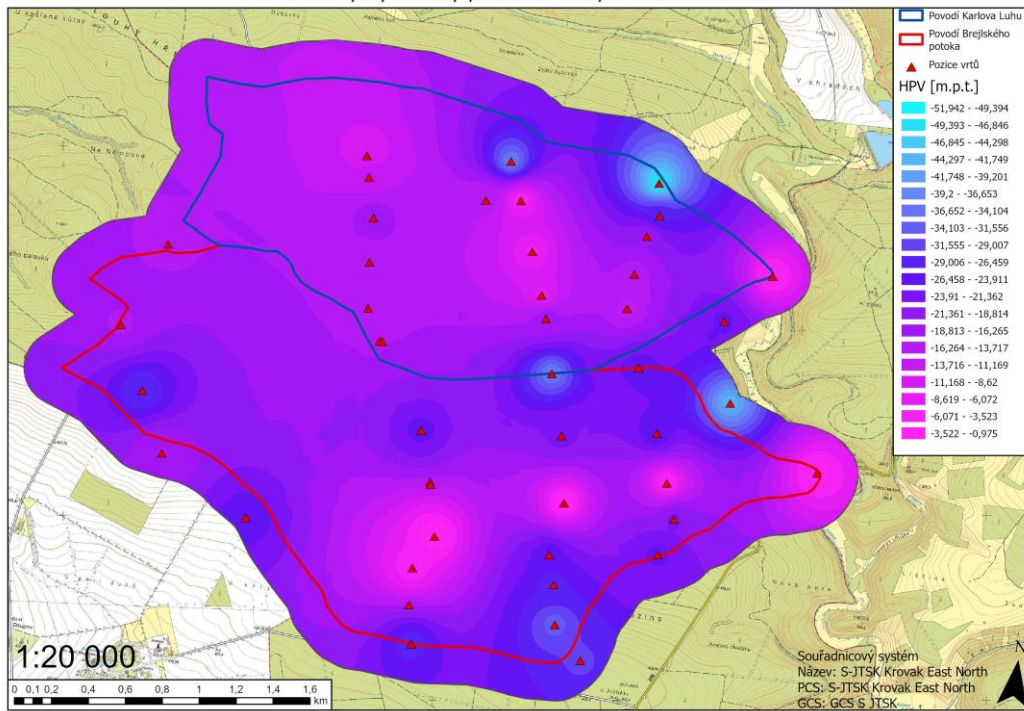 Povodí Karlova Luhu
Povodí Brejlského
potoka
Pozice vrtů
HPV [m.p.t.]
-51,942 - -49,394
-49,393 - -46,846
-46,845 - -44,298
-44,297 - -41,749
-41,748 - -39,201
-39,2 - -36,653
-36,652 - -34,104
-34,103 - -31,556
-31,555 - -29,007
-29,006 - -26,459
-26,458 - -23,911
-23,91 - -21,362
-21,361 - -18,814
-18,813 - -16,265
-16,264 - -13,717
-13,716 - -11,169
-11,168 - -8,62
-8,619 - -6,072
-6,071 - -3,523
-3,522 - -0,975
V ohradách
Na Němcově
1:20 000
0 0,1 0,2 0,4 0,6 0,8 1 1,2 1,4 1,6
km
Souřadnicový systém
Název: S-JTSK Krovak East North
PCS: S-JTSK Krovak East North
GCS: GCS S JTSK
N